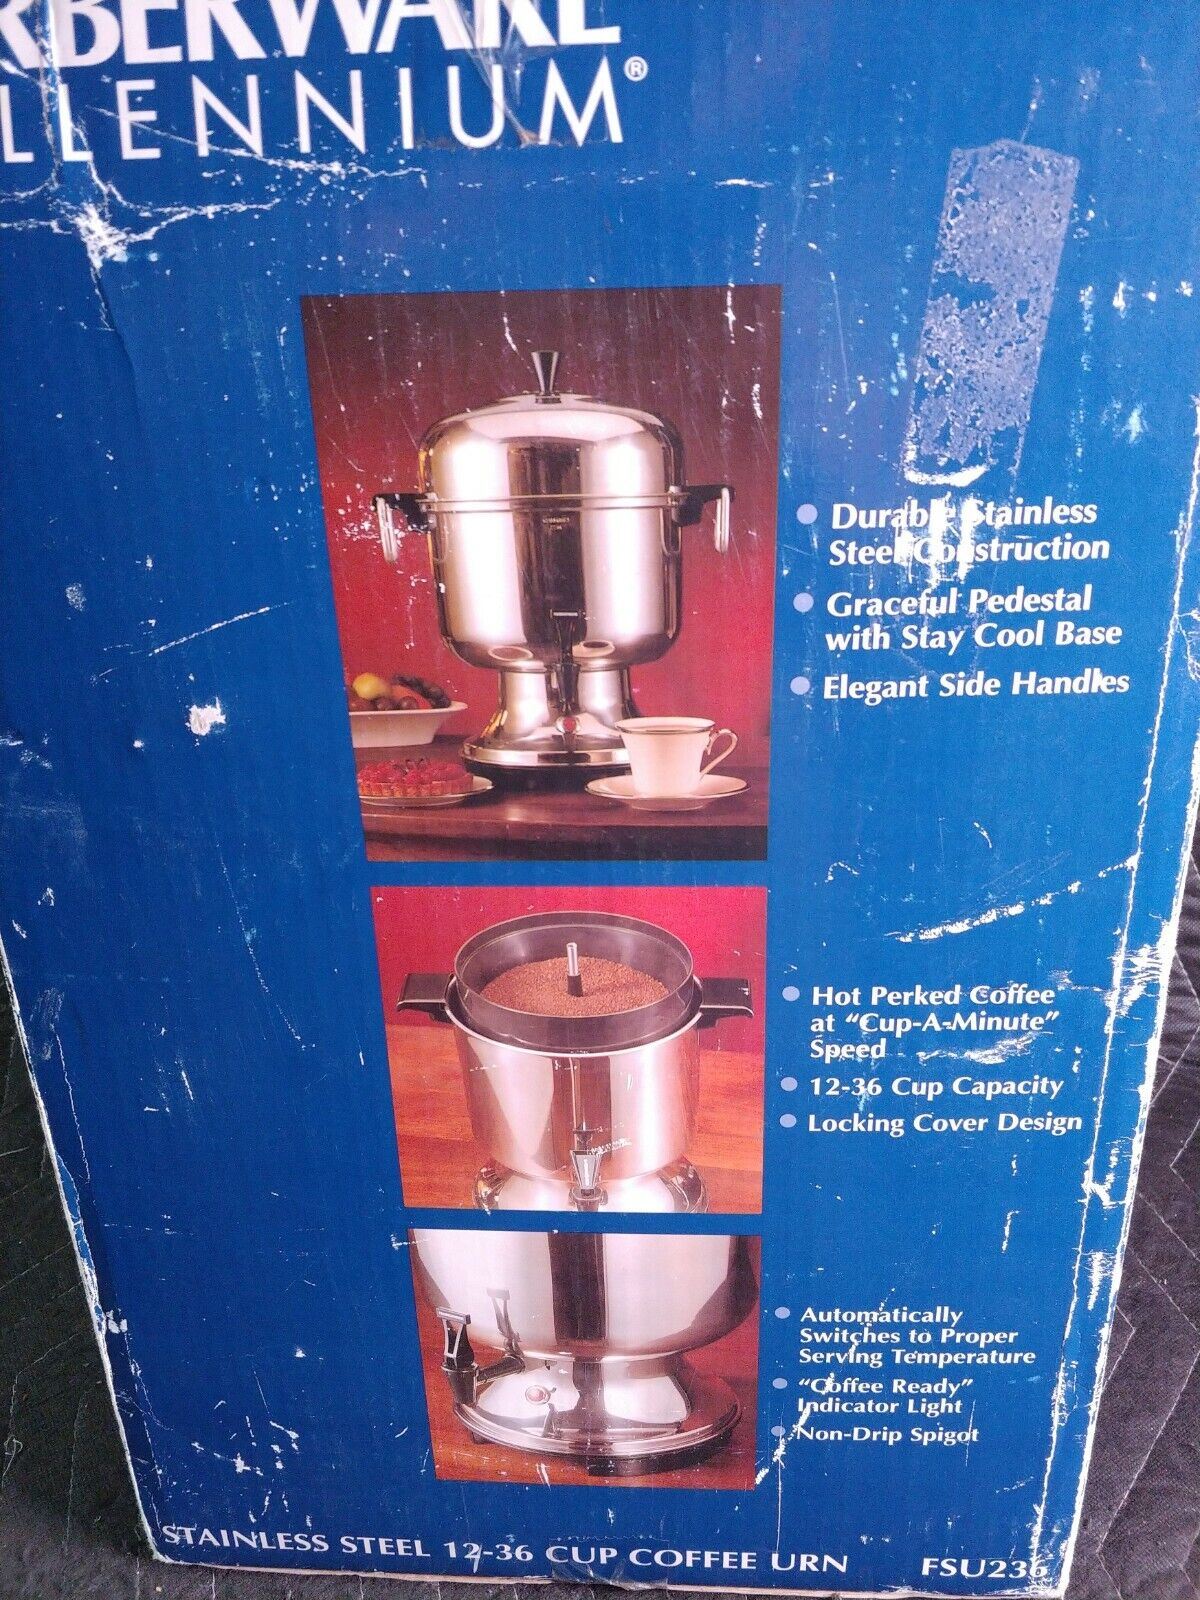 RBERWARE
LLENNIUM®
Durable Stainless
Steel Construction
Graceful Pedestal
with Stay Cool Base
Elegant Side Handles
Hot Perked Coffee
at “Cup-A-Minute”
Speed
12-36 Cup Capacity
Locking Cover Design
Automatically
Switches to Proper
Serving Temperature
“Coffee Ready”
Indicator Light
Non-Drip Spigot
STAINLESS STEEL 12-36 CUP COFFEE URN FSU236